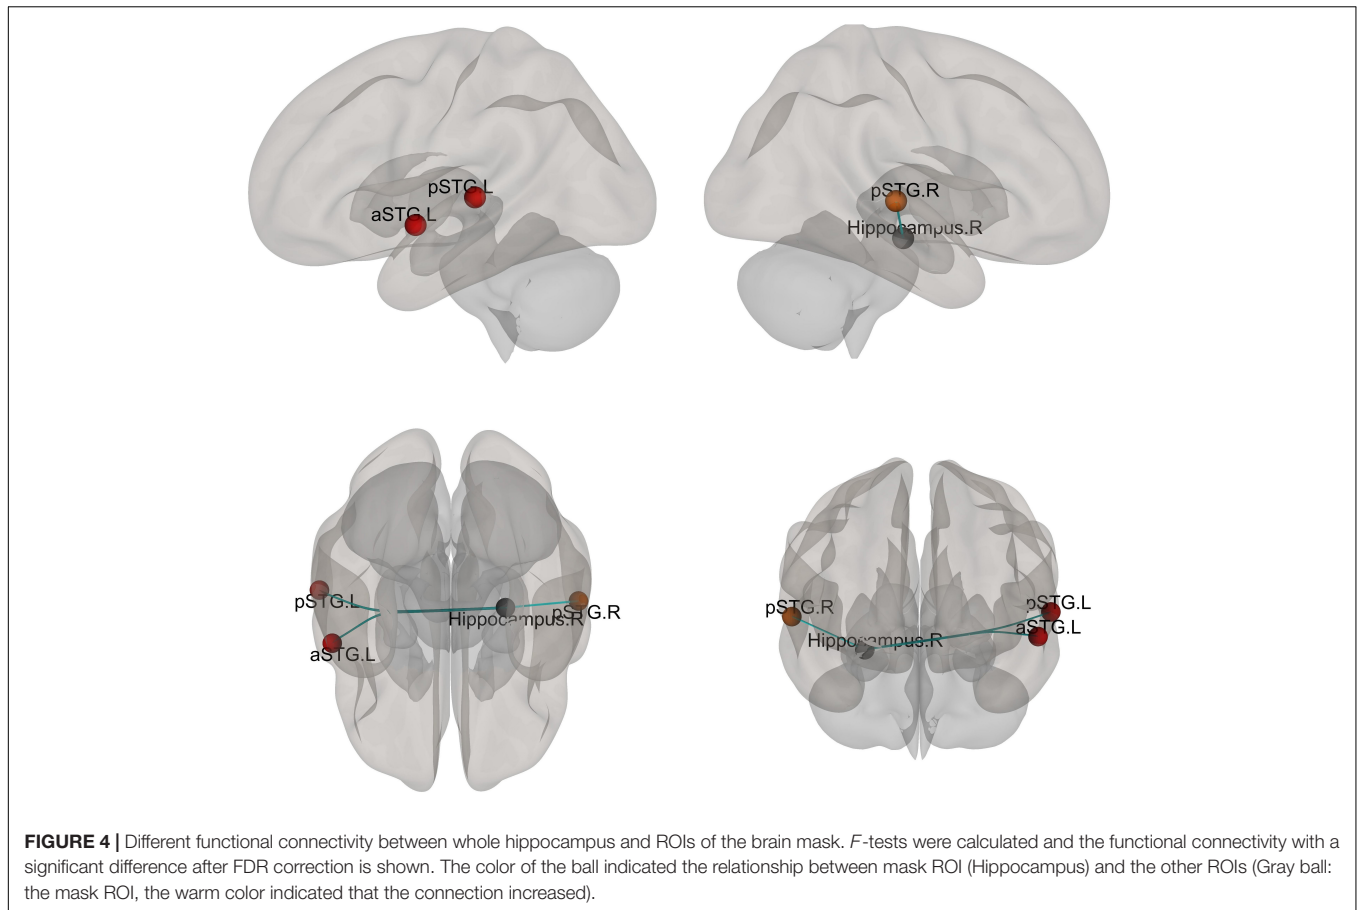 pSTG.L
aSTG.L
pSTG.R
Hippocampus.R
pSTG.L
Hippocampus.R
pSTG.R
aSTG.L
pSTG.R
pSTG.L
aSTG.L
Hippocampus.R
FIGURE 4 | Different functional connectivity between whole hippocampus and ROIs of the brain mask. F-tests were calculated and the functional connectivity with a
significant difference after FDR correction is shown. The color of the ball indicated the relationship between mask ROI (Hippocampus) and the other ROIs (Gray ball:
the mask ROI, the warm color indicated that the connection increased).